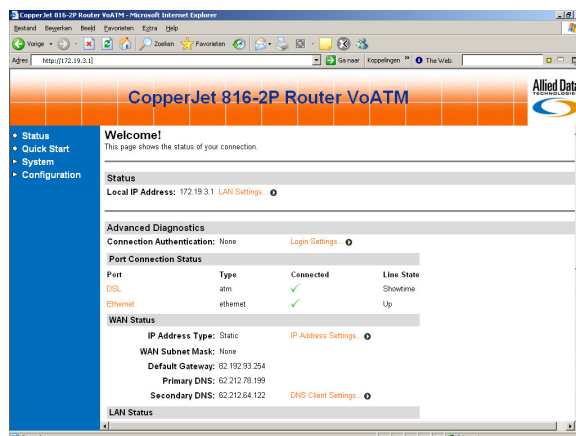 CopperJet 816-2P Router VoATM - Microsoft Internet Explorer
Bestand Bewerken Beeld Favorieten Extra Help
Vorige Zoeken Favorieten
Adres http://172.19.3.1 Ga naar Koppelingen » The Web:
CopperJet 816-2P Router VoATM
Allied Data
TECHNOLOGIES
Status
Quick Start
System
Configuration
Welcome!
This page shows the status of your connection.
Status
Local IP Address: 172.19.3.1 LAN Settings...
Advanced Diagnostics
Connection Authentication: None Login Settings...
Port Connection Status
Port Type Connected Line State
DSL atm ✓ Showtime
Ethernet ethernet ✓ Up
WAN Status
IP Address Type: Static IP Address Settings...
WAN Subnet Mask: None
Default Gateway: 82.192.93.254
Primary DNS: 62.212.78.199
Secondary DNS: 62.212.64.122 DNS Client Settings...
LAN Status